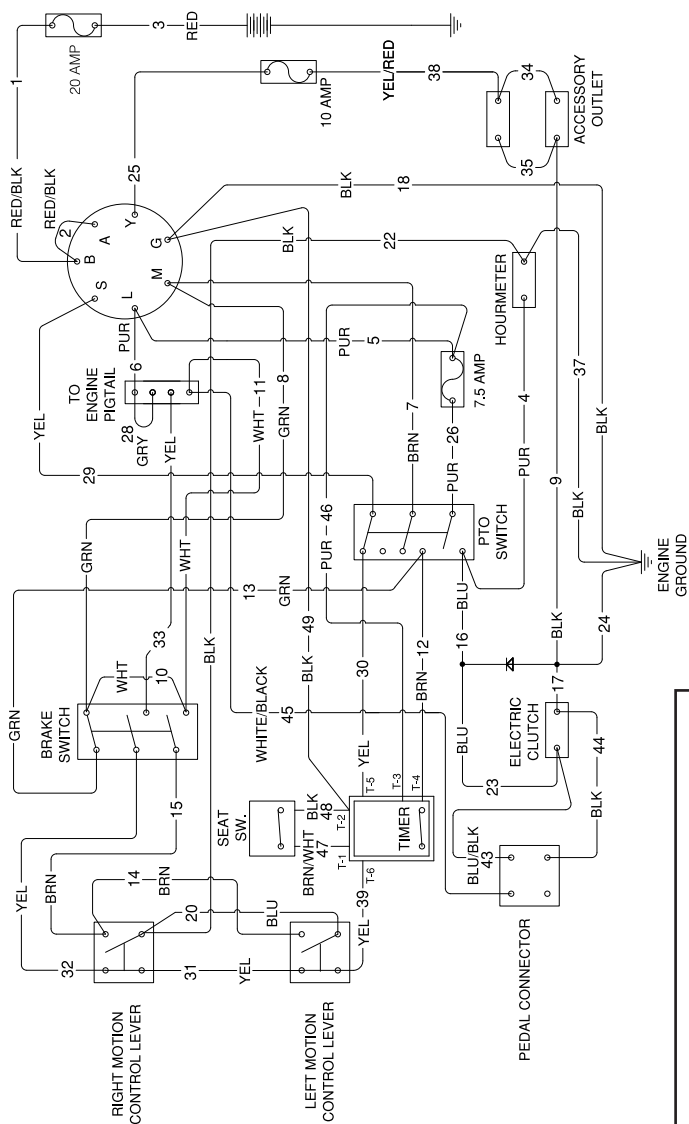 RIGHT MOTION
CONTROL LEVER
LEFT MOTION
CONTROL LEVER
PEDAL CONNECTOR
YEL
32
BRN
14
BRN
20
BLU
31
YEL
YEL
39
15
GRN
BRAKE
SWITCH
WHT
10
33
GRN
WHT
BLK
13
GRN
SEAT
SW.
BRN/WHT
47
BLK
48
T-1
T-2
T-3
T-4
T-5
T-6
TIMER
WHITE/BLACK
45
BLK
49
YEL
30
BRN
12
PUR
46
BLU/BLK
43
BLK
44
ELECTRIC
CLUTCH
BLU
23
16
BLU
17
BLK
24
9
PTO
SWITCH
YEL
29
TO
ENGINE
PIGTAIL
28
GRY
YEL
WHT
11
GRN
8
BRN
7
PUR
26
PUR
4
BLK
37
BLK
ENGINE
GROUND
PUR
6
PUR
5
7.5 AMP
HOURMETER
RED/BLK
1
RED/BLK
2
B
A
S
L
Y
G
M
25
BLK
22
BLK
18
20 AMP
3
RED
10 AMP
YEL/RED
38
34
35
ACCESSORY
OUTLET